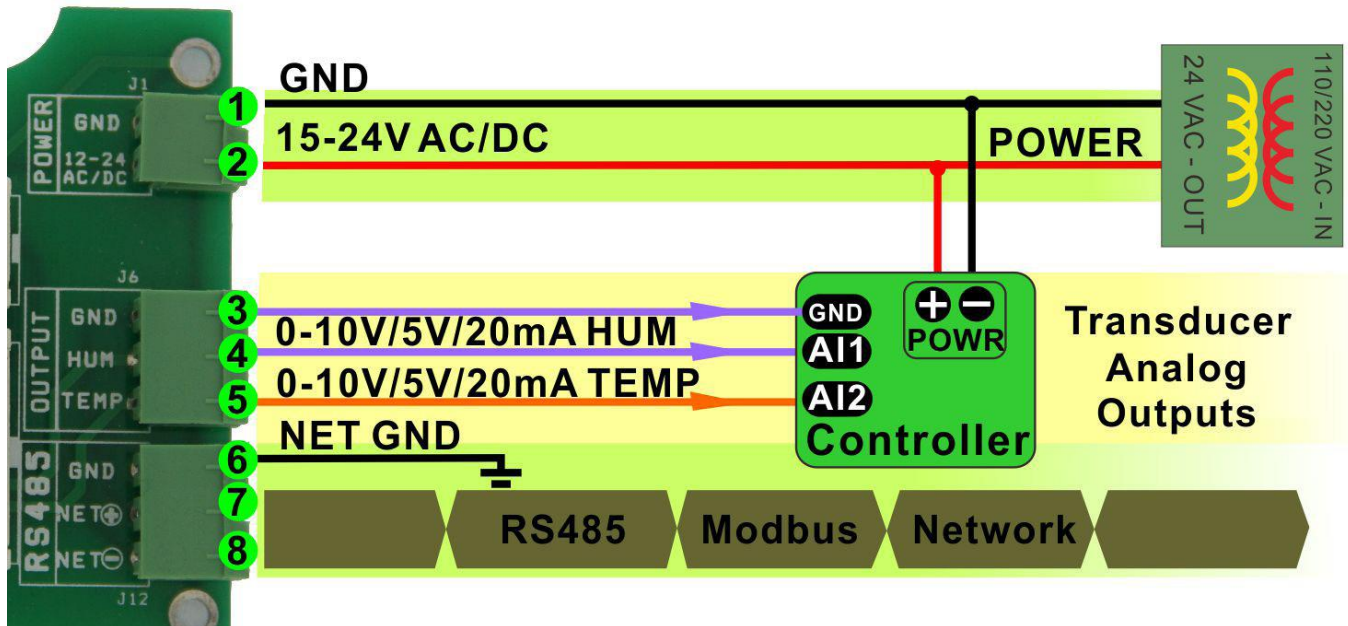 J1
POWER
GND
12-24
AC/DC
1
2
GND
15-24V AC/DC
POWER
24 VAC - OUT
110/220 VAC - IN
J6
OUTPUT
GND
HUM
TEMP
3
4
5
0-10V/5V/20mA HUM
0-10V/5V/20mA TEMP
GND
AI1
AI2
POWR
Controller
Transducer
Analog
Outputs
NET GND
RS485
GND
NET⊕
NET⊖
J12
6
7
8
RS485
Modbus
Network